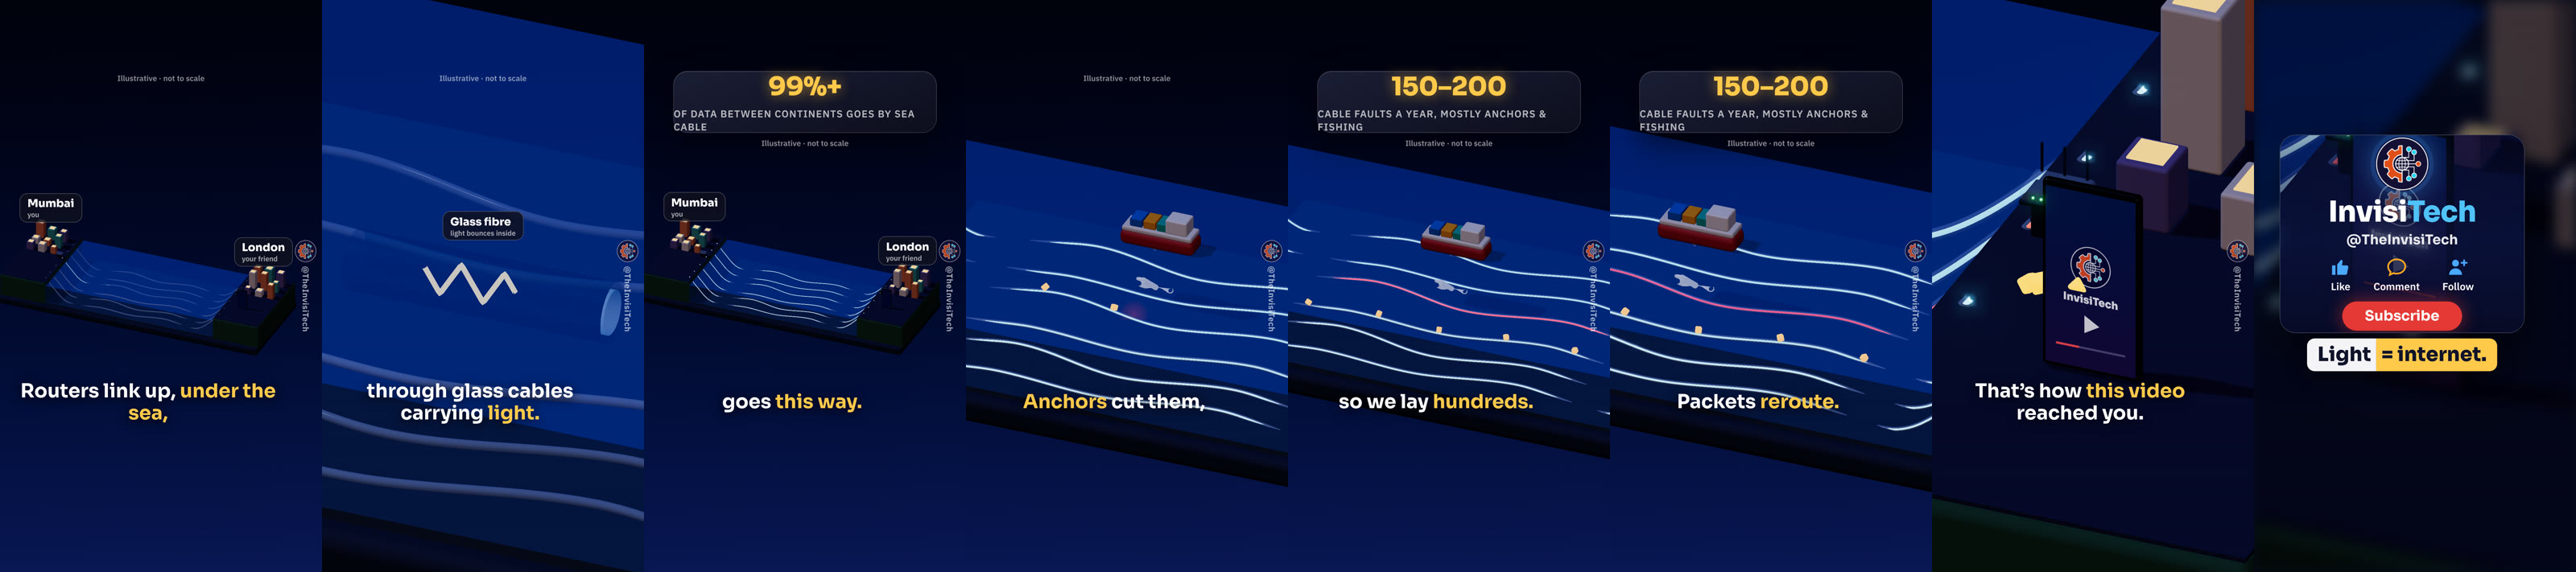 Illustrative · not to scale
Mumbai
you
London
your friend
@TheInvisiTech
Routers link up, under the
sea,
Illustrative · not to scale
Glass fibre
light bounces inside
@TheInvisiTech
through glass cables
carrying light.
99%+
OF DATA BETWEEN CONTINENTS GOES BY SEA
CABLE
Illustrative · not to scale
Mumbai
you
London
your friend
@TheInvisiTech
goes this way.
Illustrative · not to scale
@TheInvisiTech
Anchors cut them,
150–200
CABLE FAULTS A YEAR, MOSTLY ANCHORS &
FISHING
Illustrative · not to scale
@TheInvisiTech
so we lay hundreds.
150–200
CABLE FAULTS A YEAR, MOSTLY ANCHORS &
FISHING
Illustrative · not to scale
@TheInvisiTech
Packets reroute.
InvisiTech
@TheInvisiTech
That's how this video
reached you.
InvisiTech
@TheInvisiTech
Like Comment Follow
Subscribe
Light = internet.